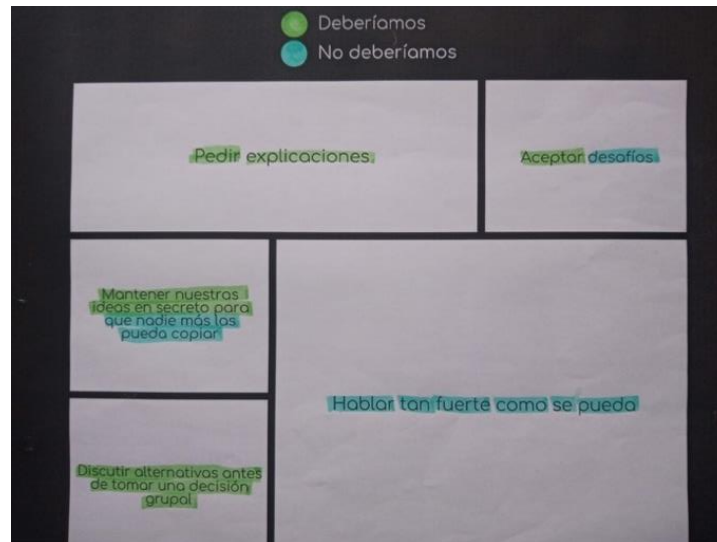 Deberíamos
No deberíamos
Pedir explicaciones.
Aceptar desafíos.
Mantener nuestras
ideas en secreto para
que nadie más las
pueda copiar
Discutir alternativas antes
de tomar una decisión
grupal.
Hablar tan fuerte como se pueda